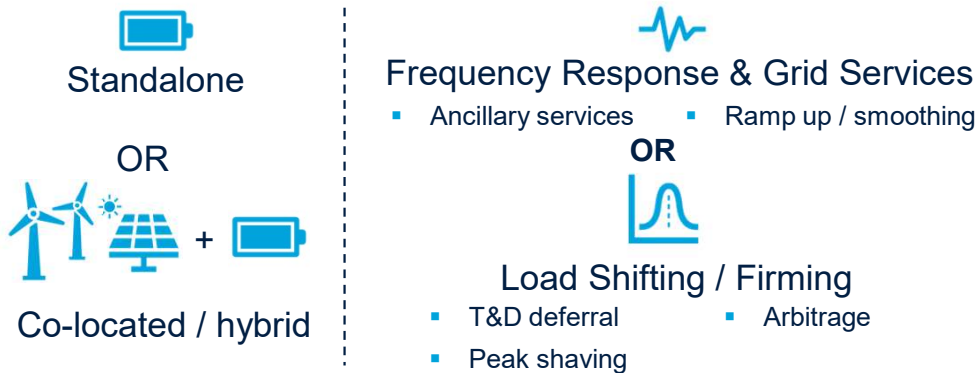 Standalone
OR
+
Co-located / hybrid
Frequency Response & Grid Services
▪ Ancillary services ▪ Ramp up / smoothing
OR
Load Shifting / Firming
▪ T&D deferral ▪ Arbitrage
▪ Peak shaving